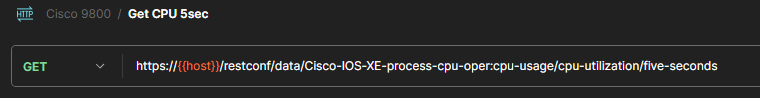 HTTP Cisco 9800 / Get CPU 5sec
GET https://{{host}}/restconf/data/Cisco-IOS-XE-process-cpu-oper:cpu-usage/cpu-utilization/five-seconds